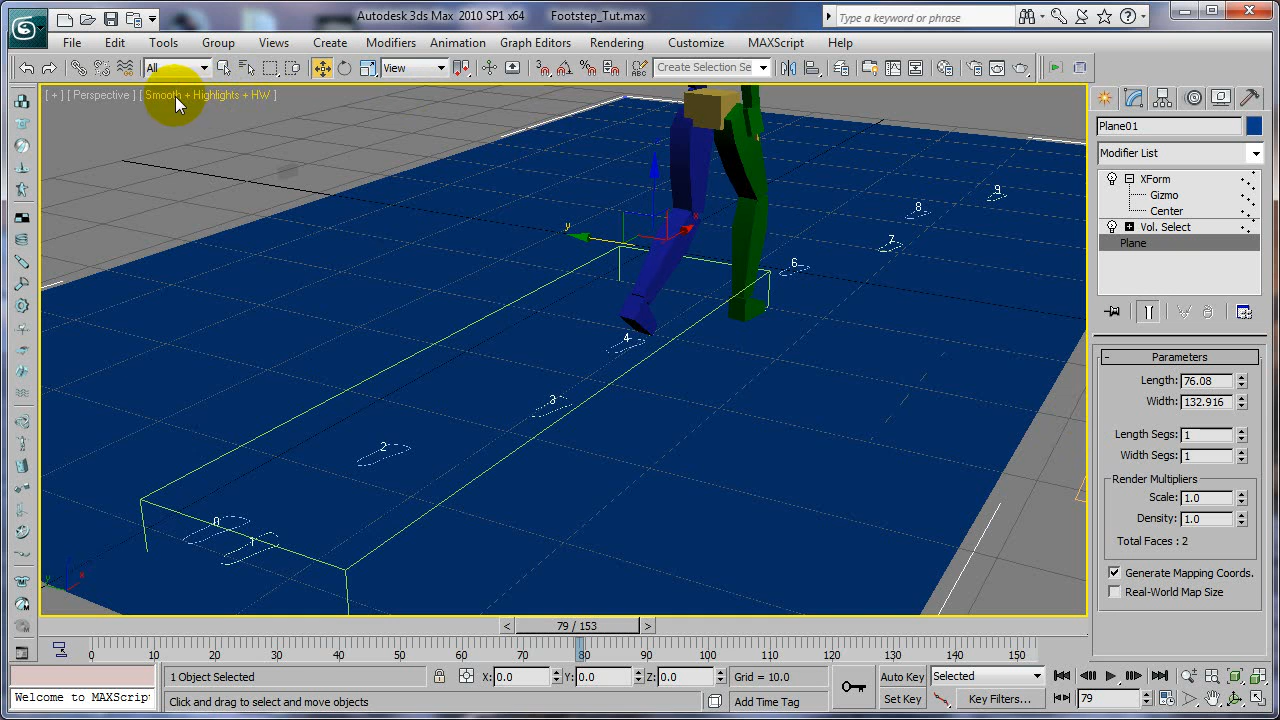 Autodesk 3ds Max 2010 SP1 x64 Footstep_Tut.max
Type a keyword or phrase
File Edit Tools Group Views Create Modifiers Animation Graph Editors Rendering Customize MAXScript Help
All View Create Selection Se
[ + ] [ Perspective ] [ Smooth + Highlights + HW ]
Plane01
Modifier List
XForm
Gizmo
Center
Vol. Select
Plane
Parameters
Length: 76.08
Width: 132.916
Length Segs: 1
Width Segs: 1
Render Multipliers
Scale: 1.0
Density: 1.0
Total Faces : 2
Generate Mapping Coords.
Real-World Map Size
9
8
7
6
4
3
2
0
1
x
y
y
x
< 79 / 153 >
0 10 20 30 40 50 60 70 80 90 100 110 120 130 140 150
1 Object Selected X: 0.0 Y: 0.0 Z: 0.0 Grid = 10.0 Auto Key Selected
Welcome to MAXScrip Click and drag to select and move objects Add Time Tag Set Key Key Filters... 79